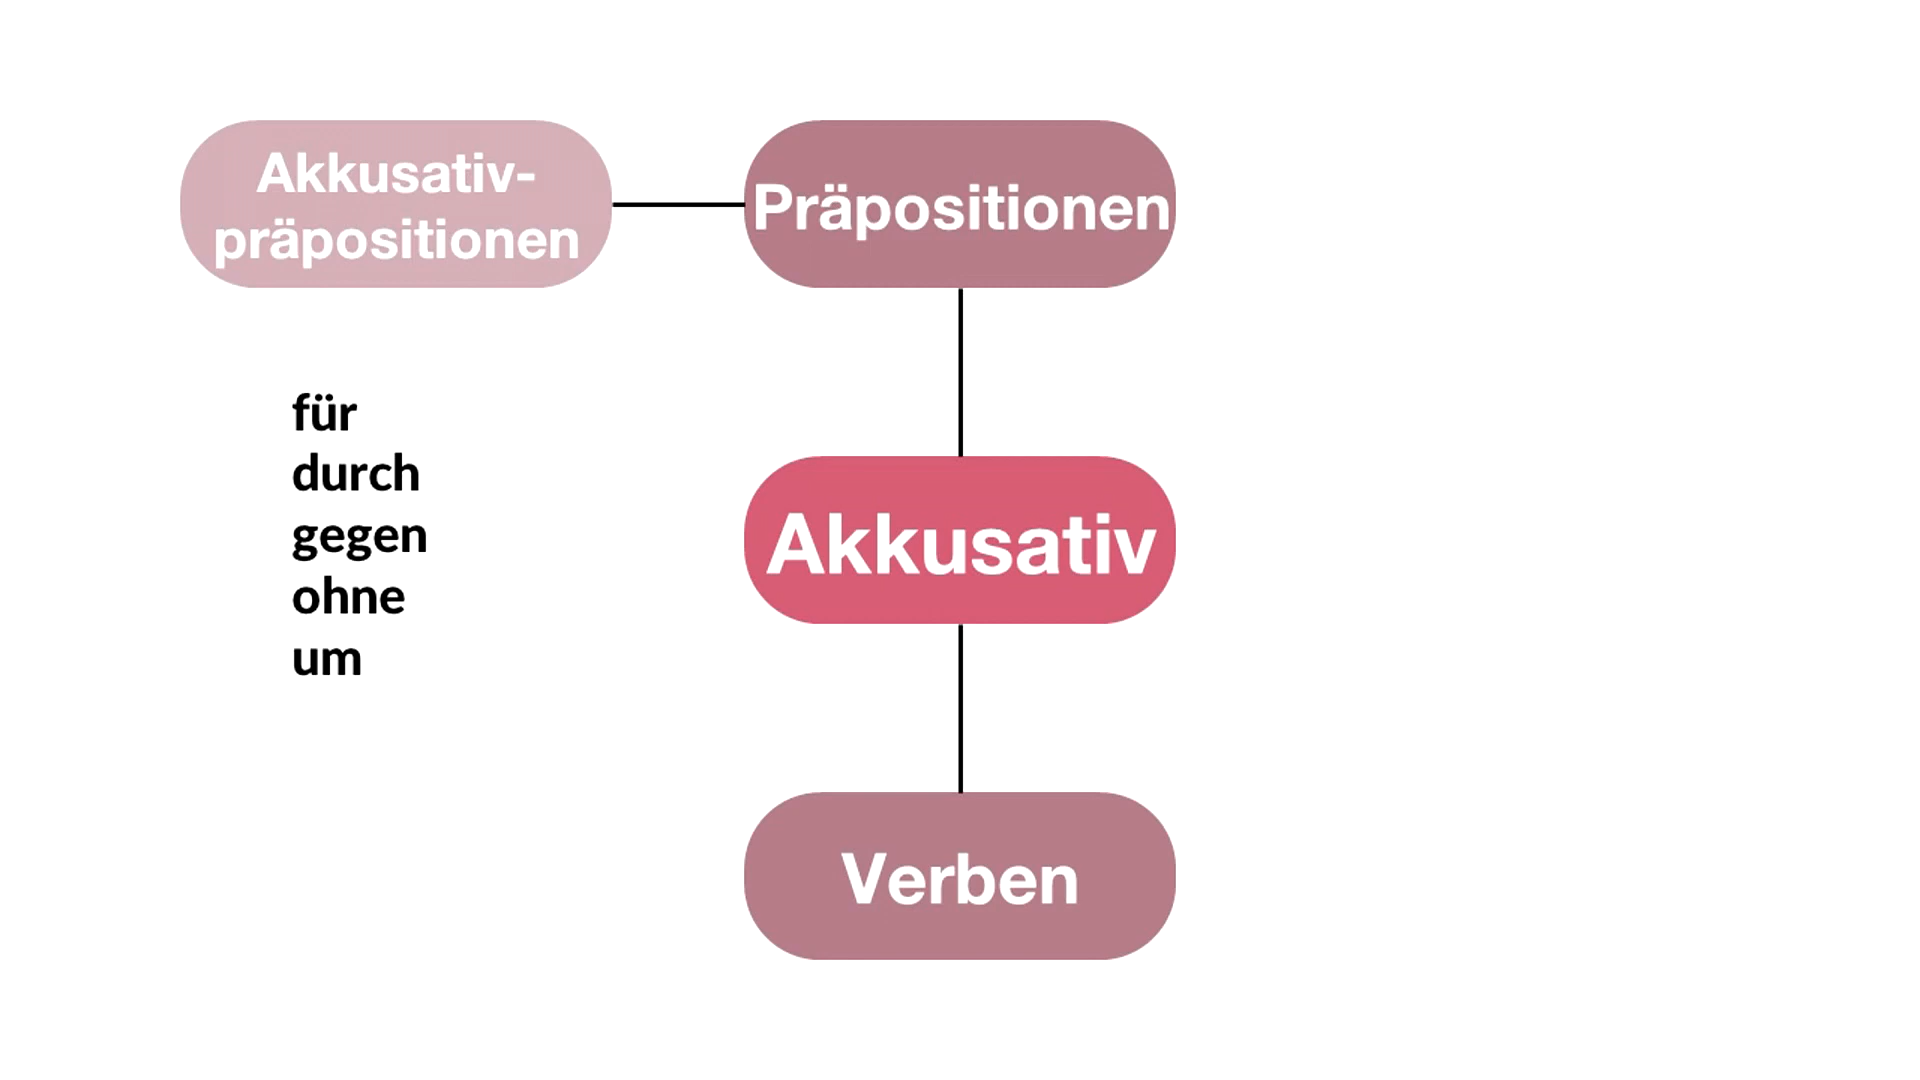 Akkusativ-
präpositionen
Präpositionen
für
durch
gegen
ohne
um
Akkusativ
Verben